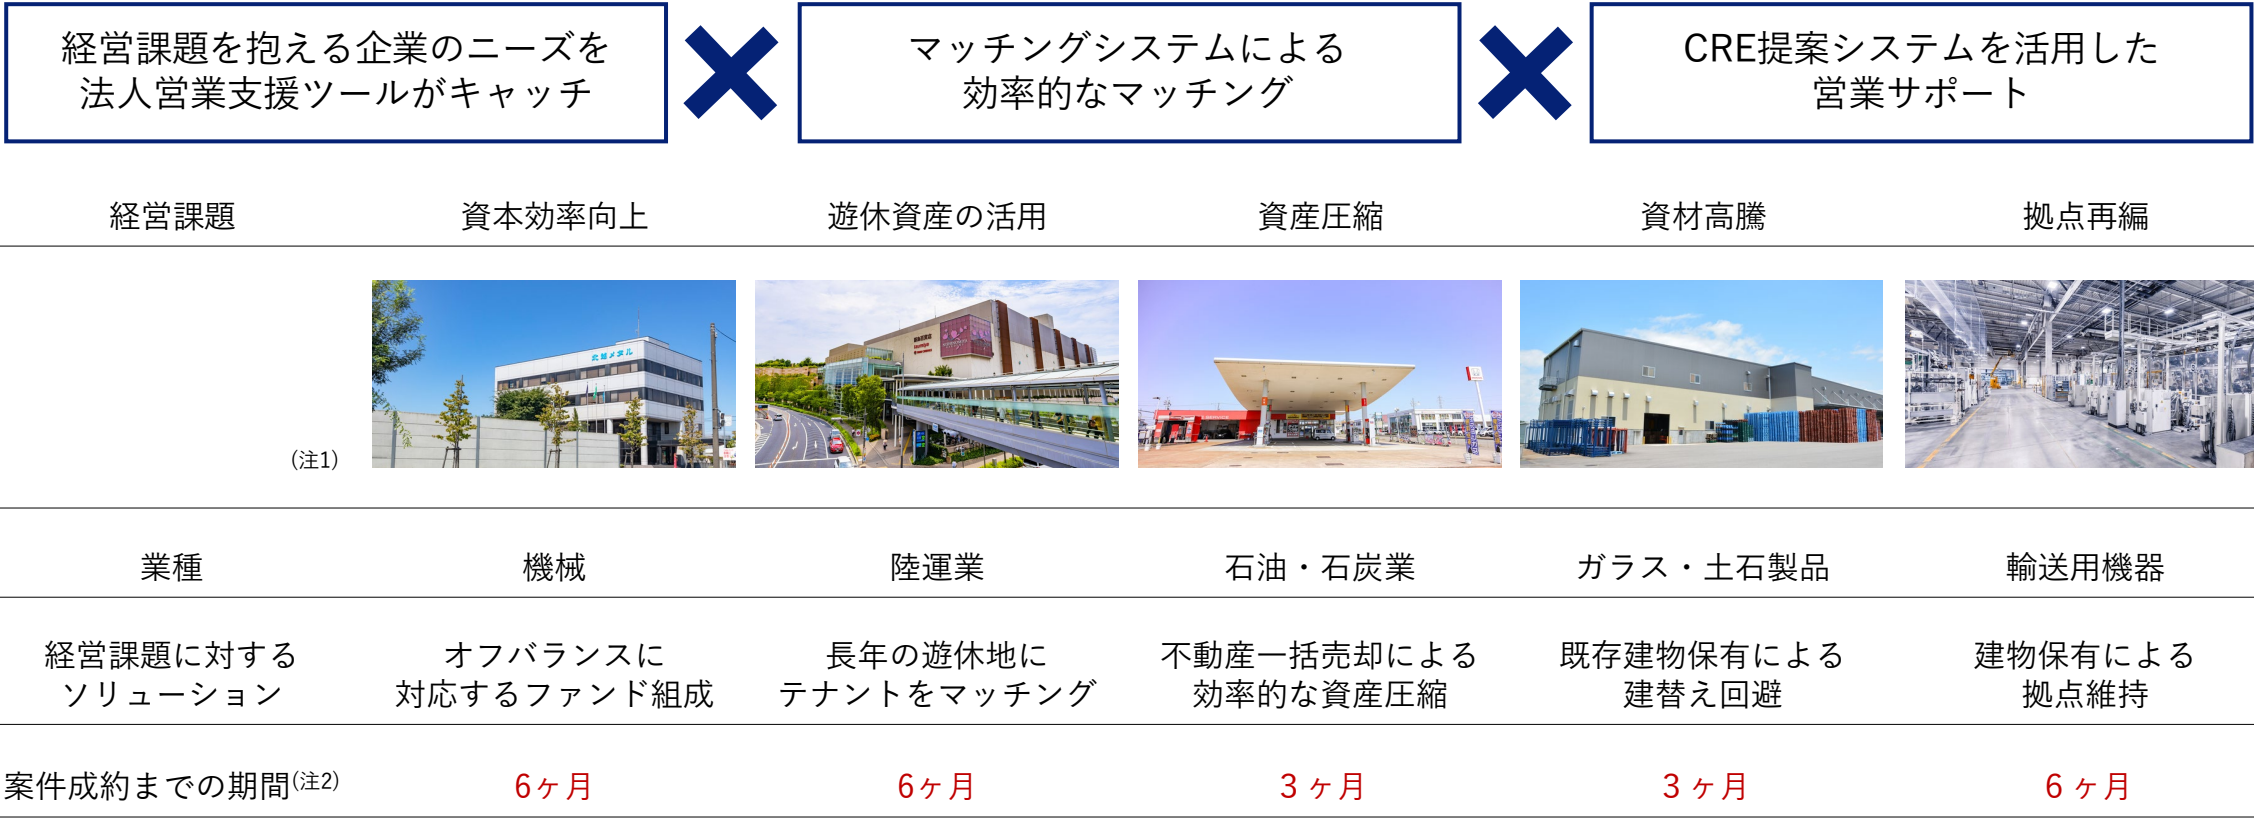 経営課題を抱える企業のニーズを
法人営業支援ツールがキャッチ
マッチングシステムによる
効率的なマッチング
CRE提案システムを活用した
営業サポート
経営課題
資本効率向上
遊休資産の活用
資産圧縮
資材高騰
拠点再編
(注1)
北越メタル
業種
機械
陸運業
石油・石炭業
ガラス・土石製品
輸送用機器
経営課題に対する
ソリューション
オフバランスに
対応するファンド組成
長年の遊休地に
テナントをマッチング
不動産一括売却による
効率的な資産圧縮
既存建物保有による
建替え回避
建物保有による
拠点維持
案件成約までの期間(注2)
6ヶ月
6ヶ月
3ヶ月
3ヶ月
6ヶ月